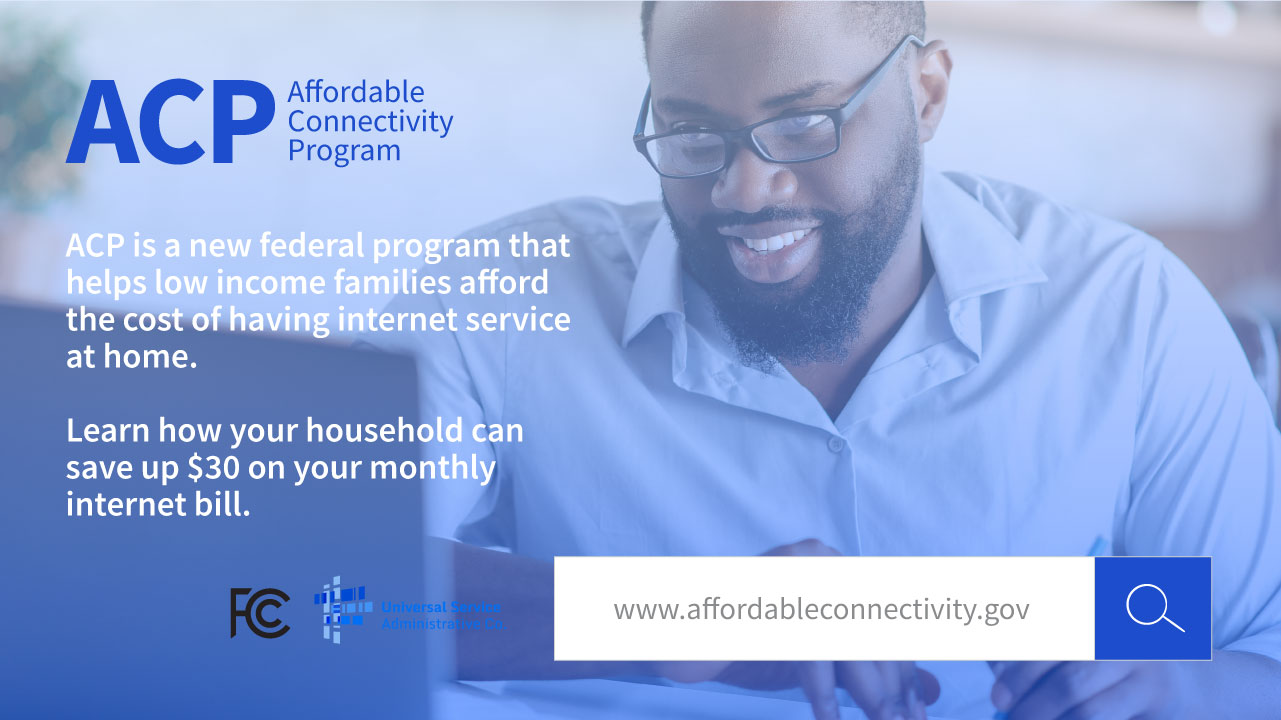 ACP
Affordable
Connectivity
Program
ACP is a new federal program that
helps low income families afford
the cost of having internet service
at home.
Learn how your household can
save up $30 on your monthly
internet bill.
FCC
Universal Service
www.affordableconnectivity.gov